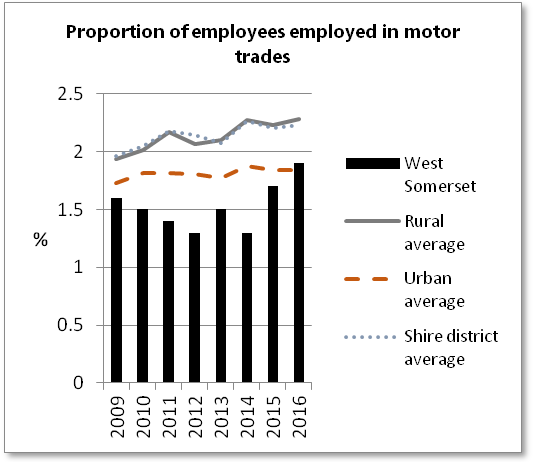 Proportion of employees employed in motor
trades
2.5
2
1.5
1
0.5
0
%
2009
2010
2011
2012
2013
2014
2015
2016
West
Somerset
Rural
average
Urban
average
Shire district
average